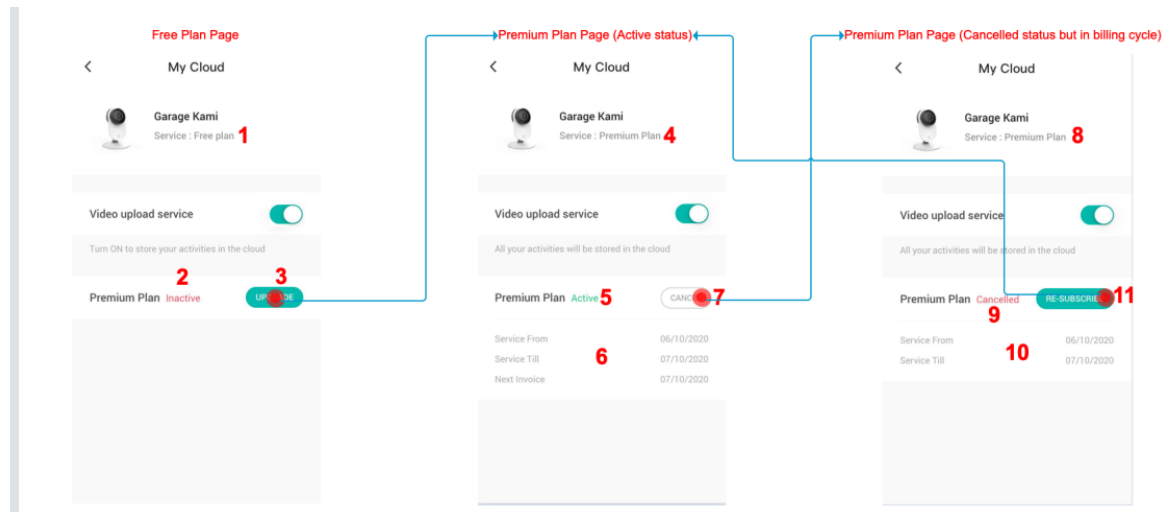 Free Plan Page
My Cloud
Garage Kami
Service : Free plan 1
Video upload service
Turn ON to store your activities in the cloud
2 3
Premium Plan Inactive
Premium Plan Page (Active status)
My Cloud
Garage Kami
Service : Premium Plan 4
Video upload service
All your activities will be stored in the cloud
Premium Plan Active 5 7
Service From 06/10/2020
Service Till 6 07/10/2020
Next Invoice 07/10/2020
Premium Plan Page (Cancelled status but in billing cycle)
My Cloud
Garage Kami
Service : Premium Plan 8
Video upload service
All your activities will be stored in the cloud
Premium Plan Cancelled 11
9
Service From 06/10/2020
Service Till 10 07/10/2020